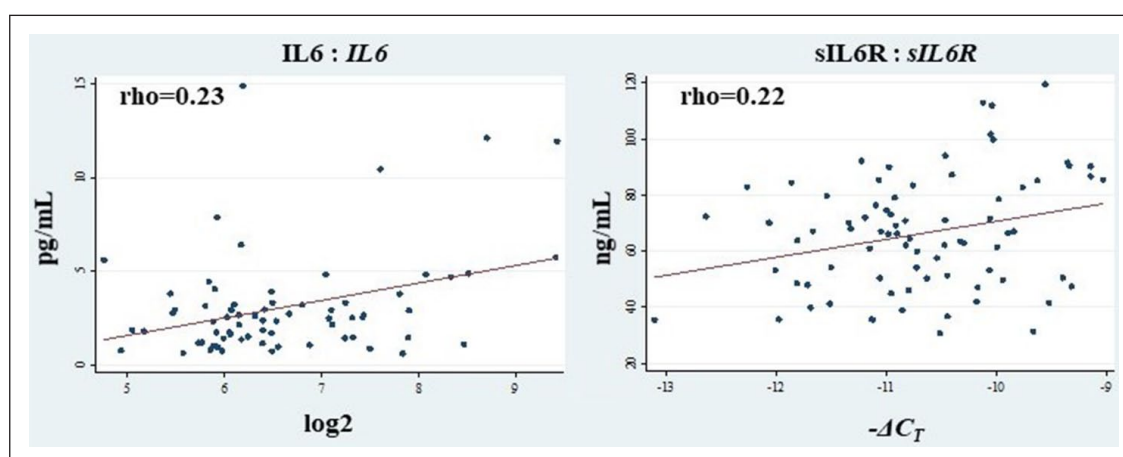 IL6 : IL6
rho=0.23
pg/mL
15
10
5
0
5 6 7 8 9
log2
sIL6R : sIL6R
rho=0.22
ng/mL
120
100
80
60
40
20
-13 -12 -11 -10 -9
-ΔCT